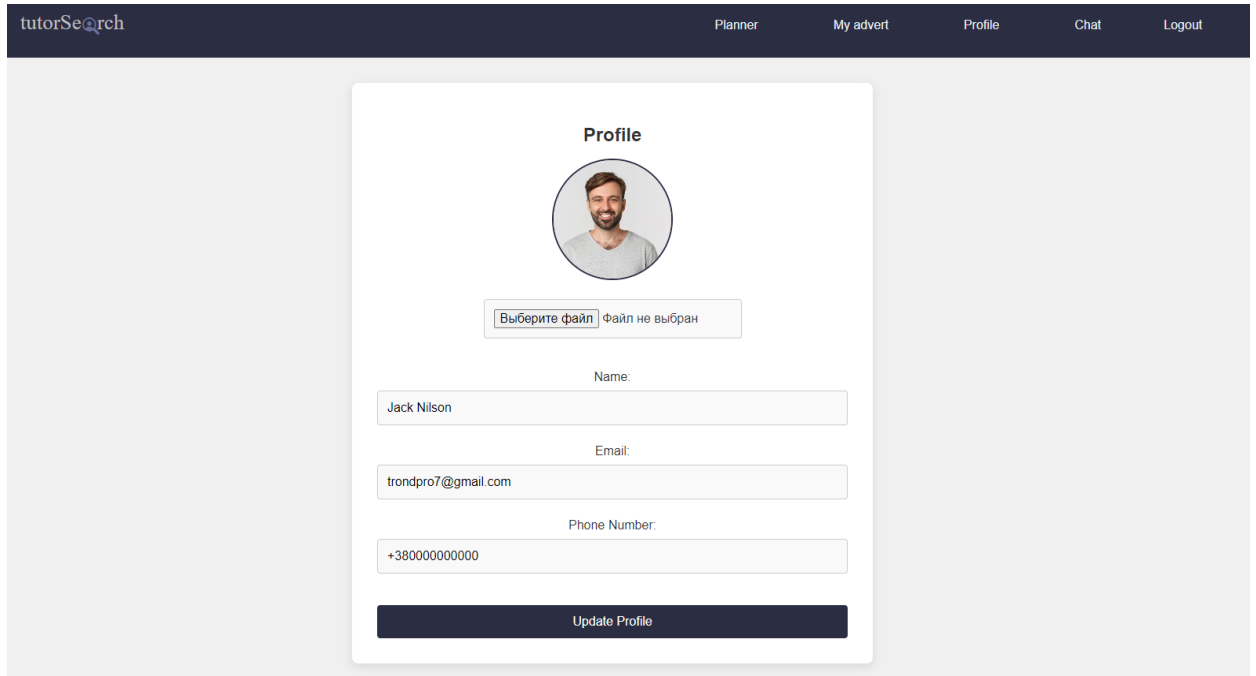 tutorSearch Planner My advert Profile Chat Logout
Profile
Выберите файл Файл не выбран
Name:
Jack Nilson
Email:
trondpro7@gmail.com
Phone Number:
+380000000000
Update Profile